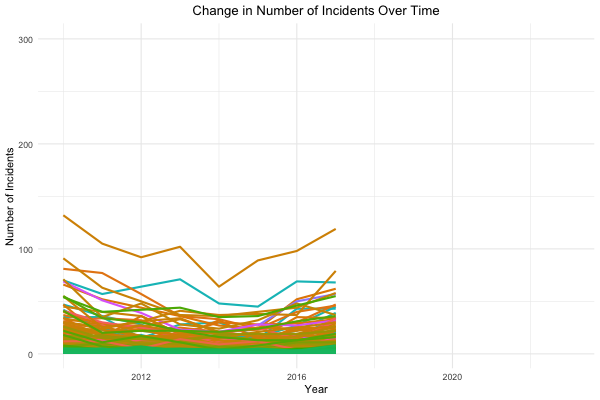 Change in Number of Incidents Over Time
300
200
100
0
Number of Incidents
2012
2016
2020
Year